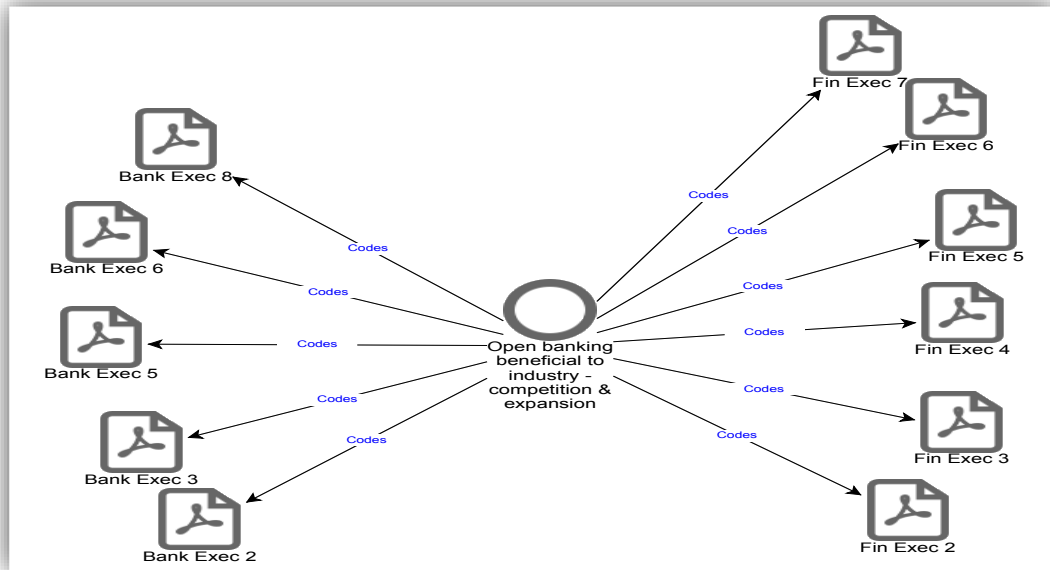 Fin Exec 7
Fin Exec 6
Bank Exec 8
Codes
Codes
Codes
Bank Exec 6
Fin Exec 5
Codes
Codes
Open banking
beneficial to
industry -
competition &
expansion
Codes
Codes
Fin Exec 4
Bank Exec 5
Codes
Codes
Codes
Codes
Fin Exec 3
Bank Exec 3
Fin Exec 2
Bank Exec 2